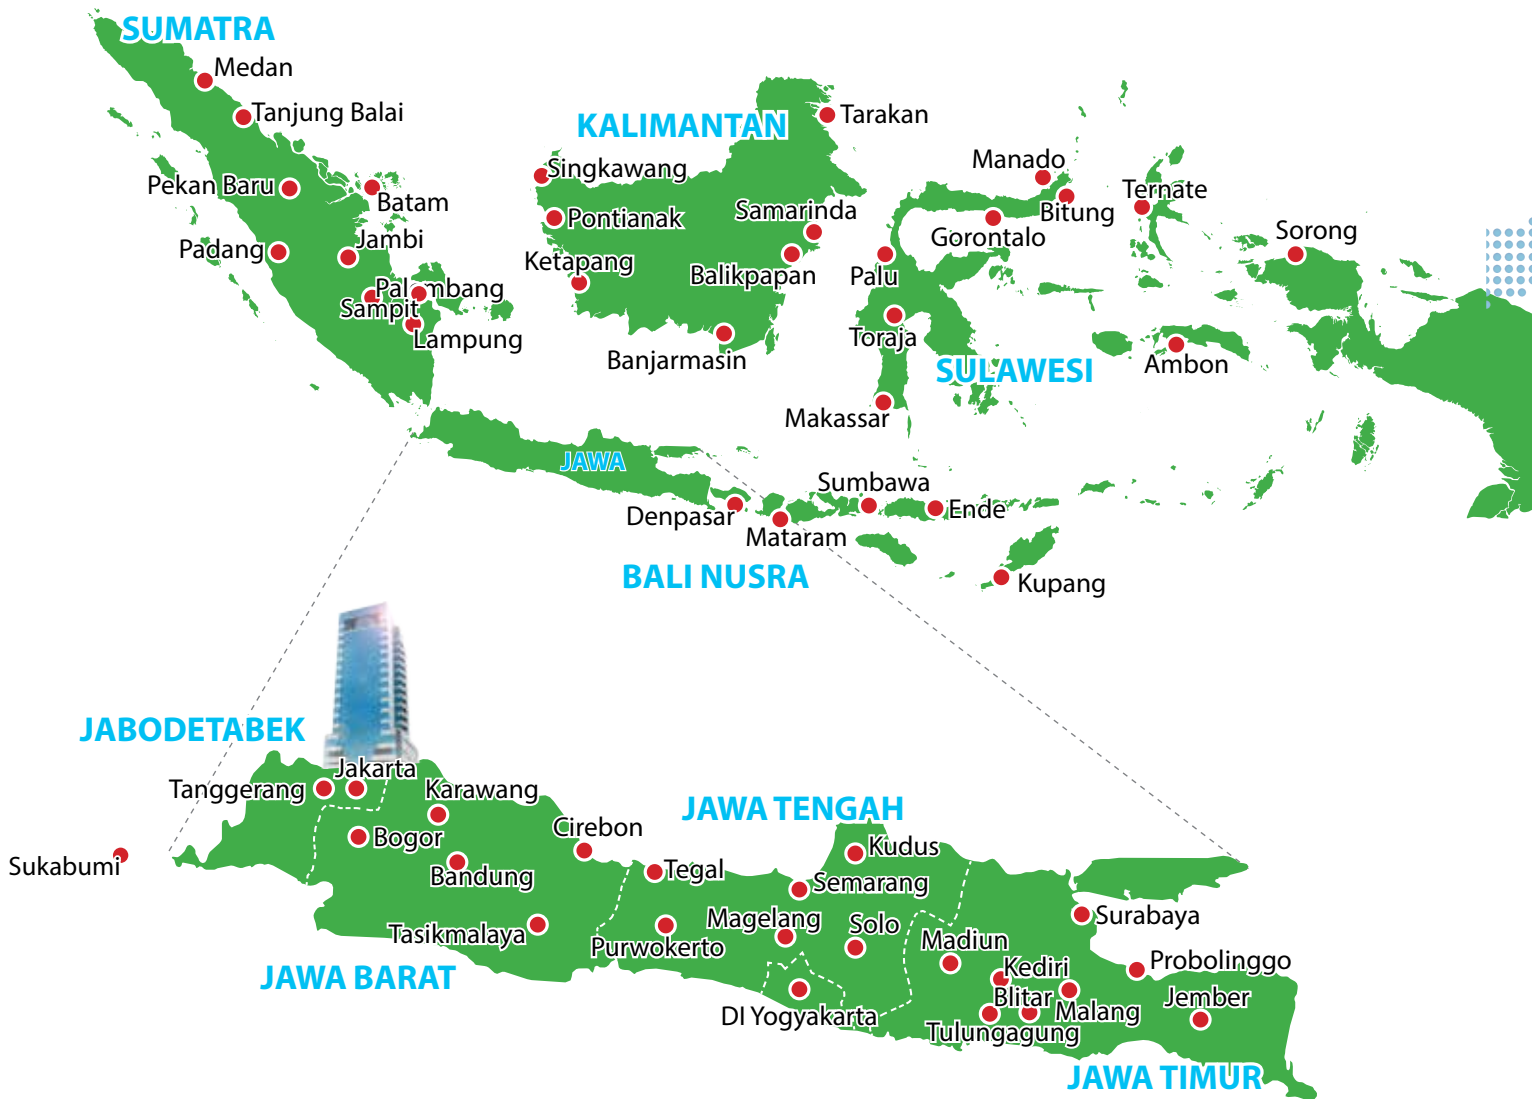 SUMATRA
Medan
Tanjung Balai
Pekan Baru
Batam
Padang
Jambi
Palembang
Sampit
Lampung
KALIMANTAN
Tarakan
Singkawang
Pontianak
Samarinda
Ketapang
Balikpapan
Banjarmasin
Manado
Bitung
Gorontalo
Palu
Toraja
SULAWESI
Makassar
Ternate
Sorong
Ambon
JAWA
Denpasar
Mataram
Sumbawa
Ende
Kupang
BALI NUSRA
JABODETABEK
Jakarta
Tanggerang
Karawang
Bogor
Sukabumi
Bandung
Cirebon
Tasikmalaya
JAWA BARAT
JAWA TENGAH
Kudus
Tegal
Semarang
Magelang
Solo
Purwokerto
DI Yogyakarta
Surabaya
Madiun
Kediri
Probolinggo
Blitar
Malang
Jember
Tulungagung
JAWA TIMUR